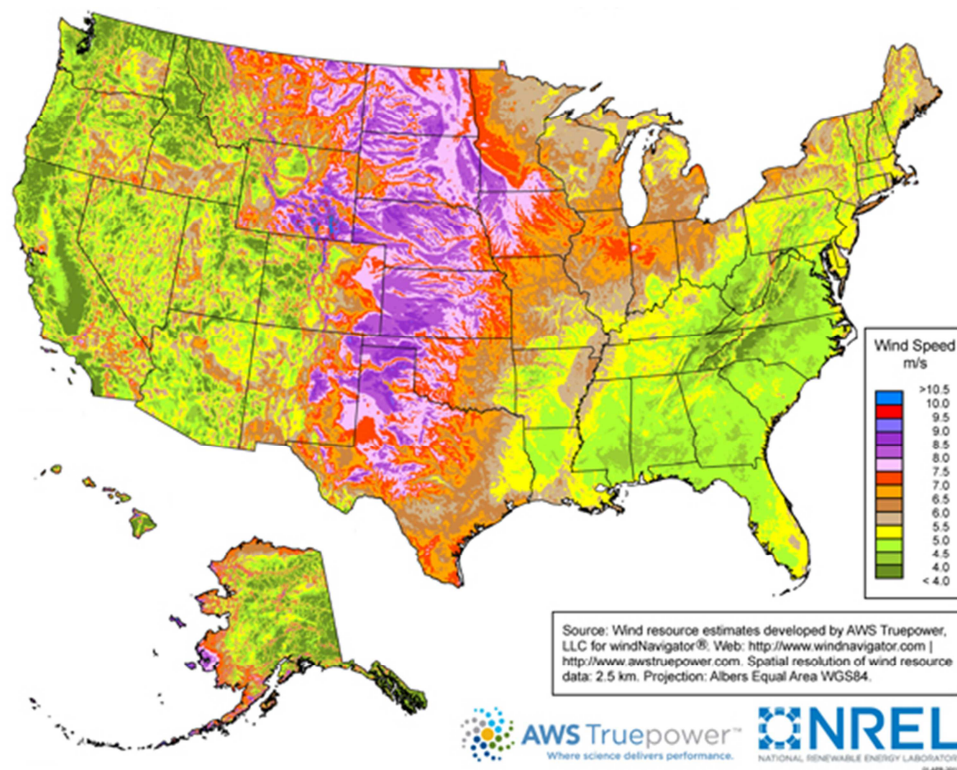 Wind Speed
m/s
>10.5
10.0
9.5
9.0
8.5
8.0
7.5
7.0
6.5
6.0
5.5
5.0
4.5
4.0
< 4.0
Source: Wind resource estimates developed by AWS Truepower,
LLC for windNavigator®. Web: http://www.windnavigator.com |
http://www.awstruepower.com. Spatial resolution of wind resource
data: 2.5 km. Projection: Albers Equal Area WGS84.
AWS Truepower™
Where science delivers performance.
NREL
NATIONAL RENEWABLE ENERGY LABORATOR